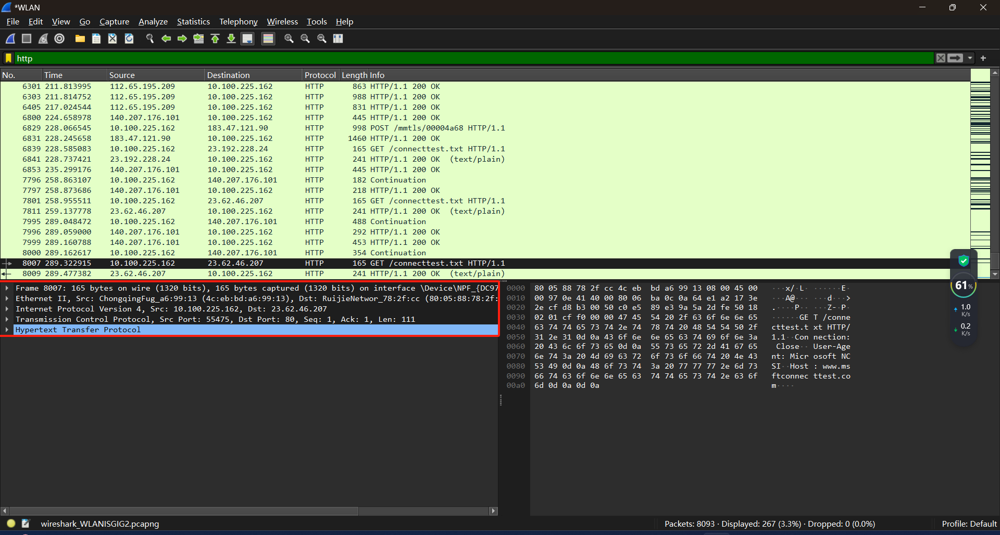 *WLAN
File Edit View Go Capture Analyze Statistics Telephony Wireless Tools Help
http
No. Time Source Destination Protocol Length Info
6301 211.813995 112.65.195.209 10.100.225.162 HTTP 863 HTTP/1.1 200 OK
6303 211.814752 112.65.195.209 10.100.225.162 HTTP 988 HTTP/1.1 200 OK
6405 217.024544 112.65.195.209 10.100.225.162 HTTP 831 HTTP/1.1 200 OK
6800 224.658978 140.207.176.101 10.100.225.162 HTTP 445 HTTP/1.1 200 OK
6829 228.066545 10.100.225.162 183.47.121.90 HTTP 998 POST /mmtls/00004a68 HTTP/1.1
6831 228.245658 183.47.121.90 10.100.225.162 HTTP 1460 HTTP/1.1 200 OK
6839 228.585083 10.100.225.162 23.192.228.24 HTTP 165 GET /connecttest.txt HTTP/1.1
6841 228.737421 23.192.228.24 10.100.225.162 HTTP 241 HTTP/1.1 200 OK (text/plain)
6853 235.299176 140.207.176.101 10.100.225.162 HTTP 445 HTTP/1.1 200 OK
7796 258.863107 10.100.225.162 140.207.176.101 HTTP 182 Continuation
7797 258.873686 140.207.176.101 10.100.225.162 HTTP 218 HTTP/1.1 200 OK
7801 258.955511 10.100.225.162 23.62.46.207 HTTP 165 GET /connecttest.txt HTTP/1.1
7811 259.137778 23.62.46.207 10.100.225.162 HTTP 241 HTTP/1.1 200 OK (text/plain)
7995 289.048472 10.100.225.162 140.207.176.101 HTTP 488 Continuation
7996 289.059000 140.207.176.101 10.100.225.162 HTTP 292 HTTP/1.1 200 OK
7999 289.160788 140.207.176.101 10.100.225.162 HTTP 453 HTTP/1.1 200 OK
8000 289.162617 10.100.225.162 140.207.176.101 HTTP 354 Continuation
8007 289.322915 10.100.225.162 23.62.46.207 HTTP 165 GET /connecttest.txt HTTP/1.1
8009 289.477382 23.62.46.207 10.100.225.162 HTTP 241 HTTP/1.1 200 OK (text/plain)
Frame 8007: 165 bytes on wire (1320 bits), 165 bytes captured (1320 bits) on interface \Device\NPF_{DC97
Ethernet II, Src: ChongqingFug_a6:99:13 (4c:eb:bd:a6:99:13), Dst: RuijieNetwor_78:2f:cc (80:05:88:78:2f:
Internet Protocol Version 4, Src: 10.100.225.162, Dst: 23.62.46.207
Transmission Control Protocol, Src Port: 55475, Dst Port: 80, Seq: 1, Ack: 1, Len: 111
Hypertext Transfer Protocol
0000 80 05 88 78 2f cc 4c eb bd a6 99 13 08 00 45 00 ···x/·L· ······E·
0010 00 97 0e 41 40 00 80 06 ba 0c 0a 64 e1 a2 17 3e ···A@··· ···d···>
0020 2e cf d8 b3 00 50 c0 e5 89 e3 9a 5a 2d fe 50 18 .····P·· ···Z-·P·
0030 02 01 cf f0 00 00 47 45 54 20 2f 63 6f 6e 6e 65 ······GE T /conne
0040 63 74 74 65 73 74 2e 74 78 74 20 48 54 54 50 2f cttest.t xt HTTP/
0050 31 2e 31 0d 0a 43 6f 6e 6e 65 63 74 69 6f 6e 3a 1.1··Con nection:
0060 20 43 6c 6f 73 65 0d 0a 55 73 65 72 2d 41 67 65 Close·· User-Age
0070 6e 74 3a 20 4d 69 63 72 6f 73 6f 66 74 20 4e 43 nt: Micr osoft NC
0080 53 49 0d 0a 48 6f 73 74 3a 20 77 77 77 2e 6d 73 SI··Host : www.ms
0090 66 74 63 6f 6e 6e 65 63 74 74 65 73 74 2e 63 6f ftconnec ttest.co
00a0 6d 0d 0a 0d 0a m····
61%
1.0
K/s
0.2
K/s
wireshark_WLANISGIG2.pcapng
Packets: 8093 · Displayed: 267 (3.3%) · Dropped: 0 (0.0%)
Profile: Default